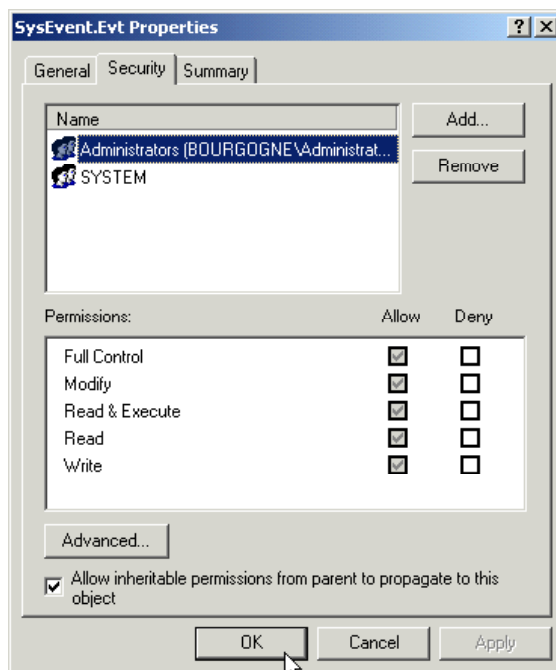 SysEvent.Evt Properties
General Security Summary
Name
Add...
Administrators (BOURGOGNE\Administrat...
Remove
SYSTEM
Permissions: Allow Deny
Full Control
Modify
Read & Execute
Read
Write
Advanced...
Allow inheritable permissions from parent to propagate to this
object
OK Cancel Apply